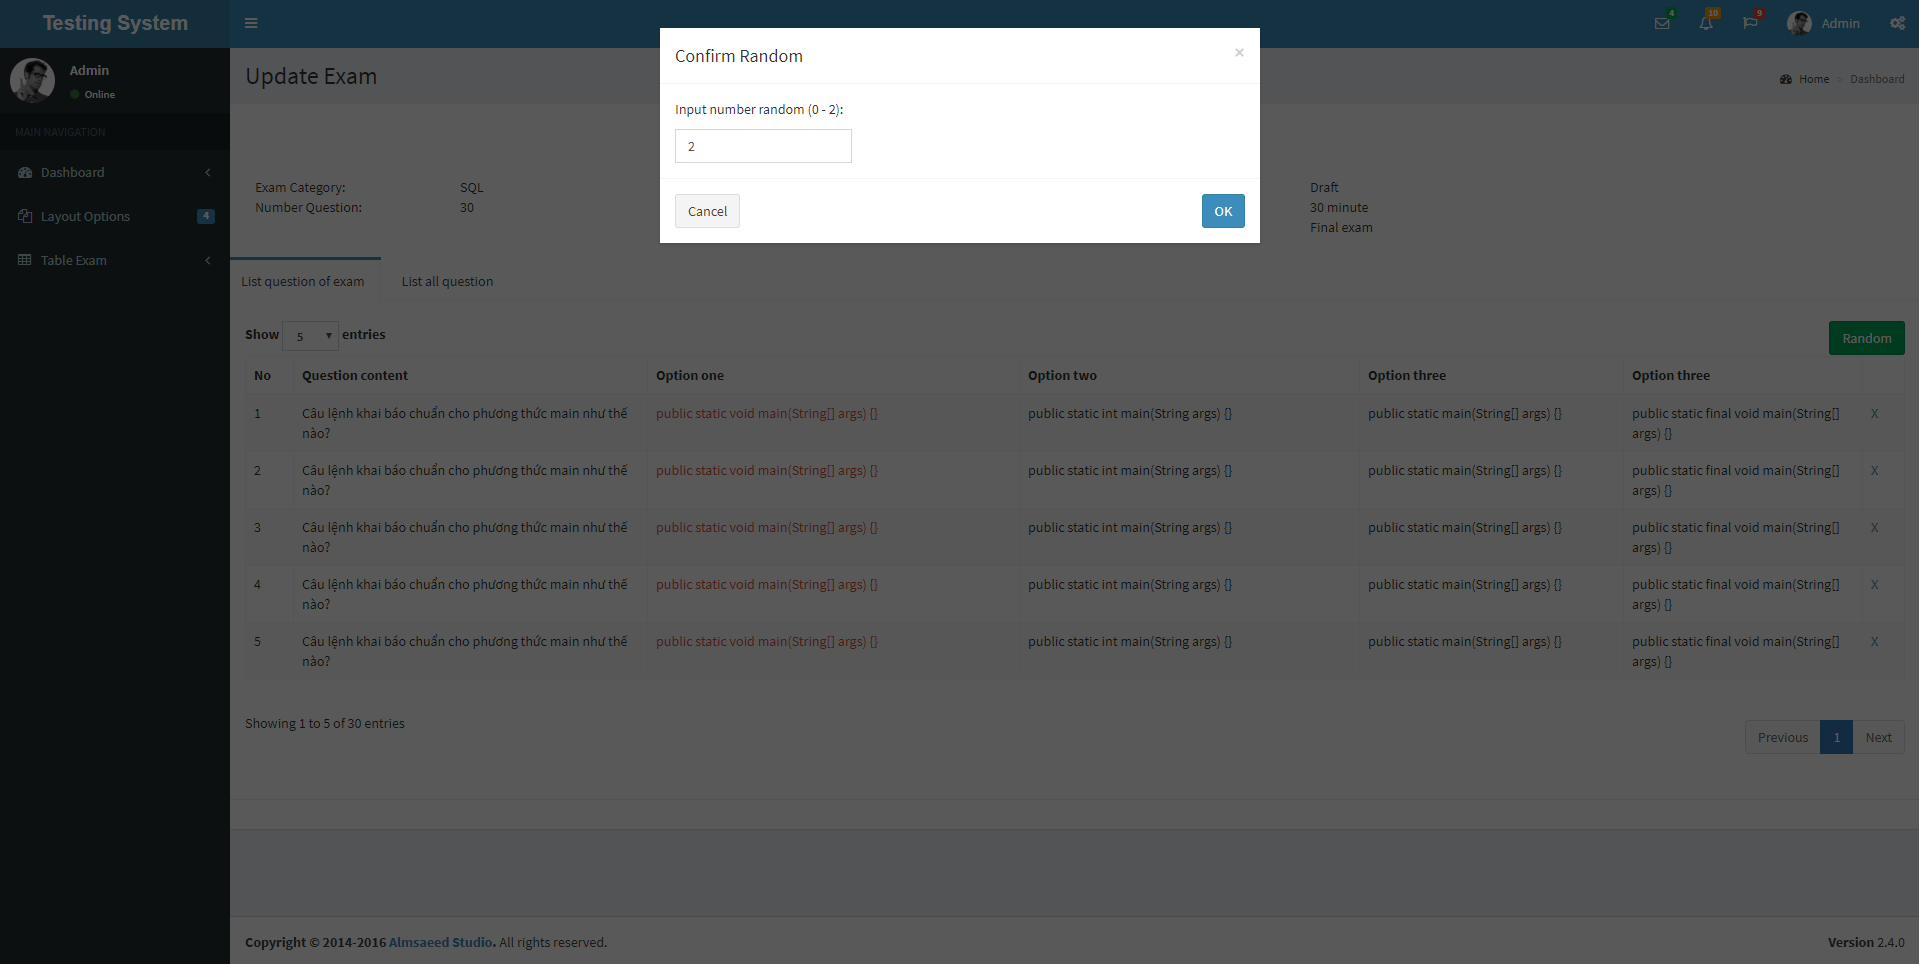 Testing System
4
10
9
Admin
Admin
Online
MAIN NAVIGATION
Dashboard
Layout Options
4
Table Exam
Update Exam
Home > Dashboard
Confirm Random
×
Input number random (0 - 2):
2
Cancel
OK
Exam Category:
SQL
Draft
Number Question:
30
30 minute
Final exam
List question of exam
List all question
Show 5 entries
Random
No
Question content
Option one
Option two
Option three
Option three
1
Câu lệnh khai báo chuẩn cho phương thức main như thế
nào?
public static void main(String[] args) {}
public static int main(String args) {}
public static main(String[] args) {}
public static final void main(String[]
args) {}
X
2
Câu lệnh khai báo chuẩn cho phương thức main như thế
nào?
public static void main(String[] args) {}
public static int main(String args) {}
public static main(String[] args) {}
public static final void main(String[]
args) {}
X
3
Câu lệnh khai báo chuẩn cho phương thức main như thế
nào?
public static void main(String[] args) {}
public static int main(String args) {}
public static main(String[] args) {}
public static final void main(String[]
args) {}
X
4
Câu lệnh khai báo chuẩn cho phương thức main như thế
nào?
public static void main(String[] args) {}
public static int main(String args) {}
public static main(String[] args) {}
public static final void main(String[]
args) {}
X
5
Câu lệnh khai báo chuẩn cho phương thức main như thế
nào?
public static void main(String[] args) {}
public static int main(String args) {}
public static main(String[] args) {}
public static final void main(String[]
args) {}
X
Showing 1 to 5 of 30 entries
Previous
1
Next
Copyright © 2014-2016 Almsaeed Studio. All rights reserved.
Version 2.4.0